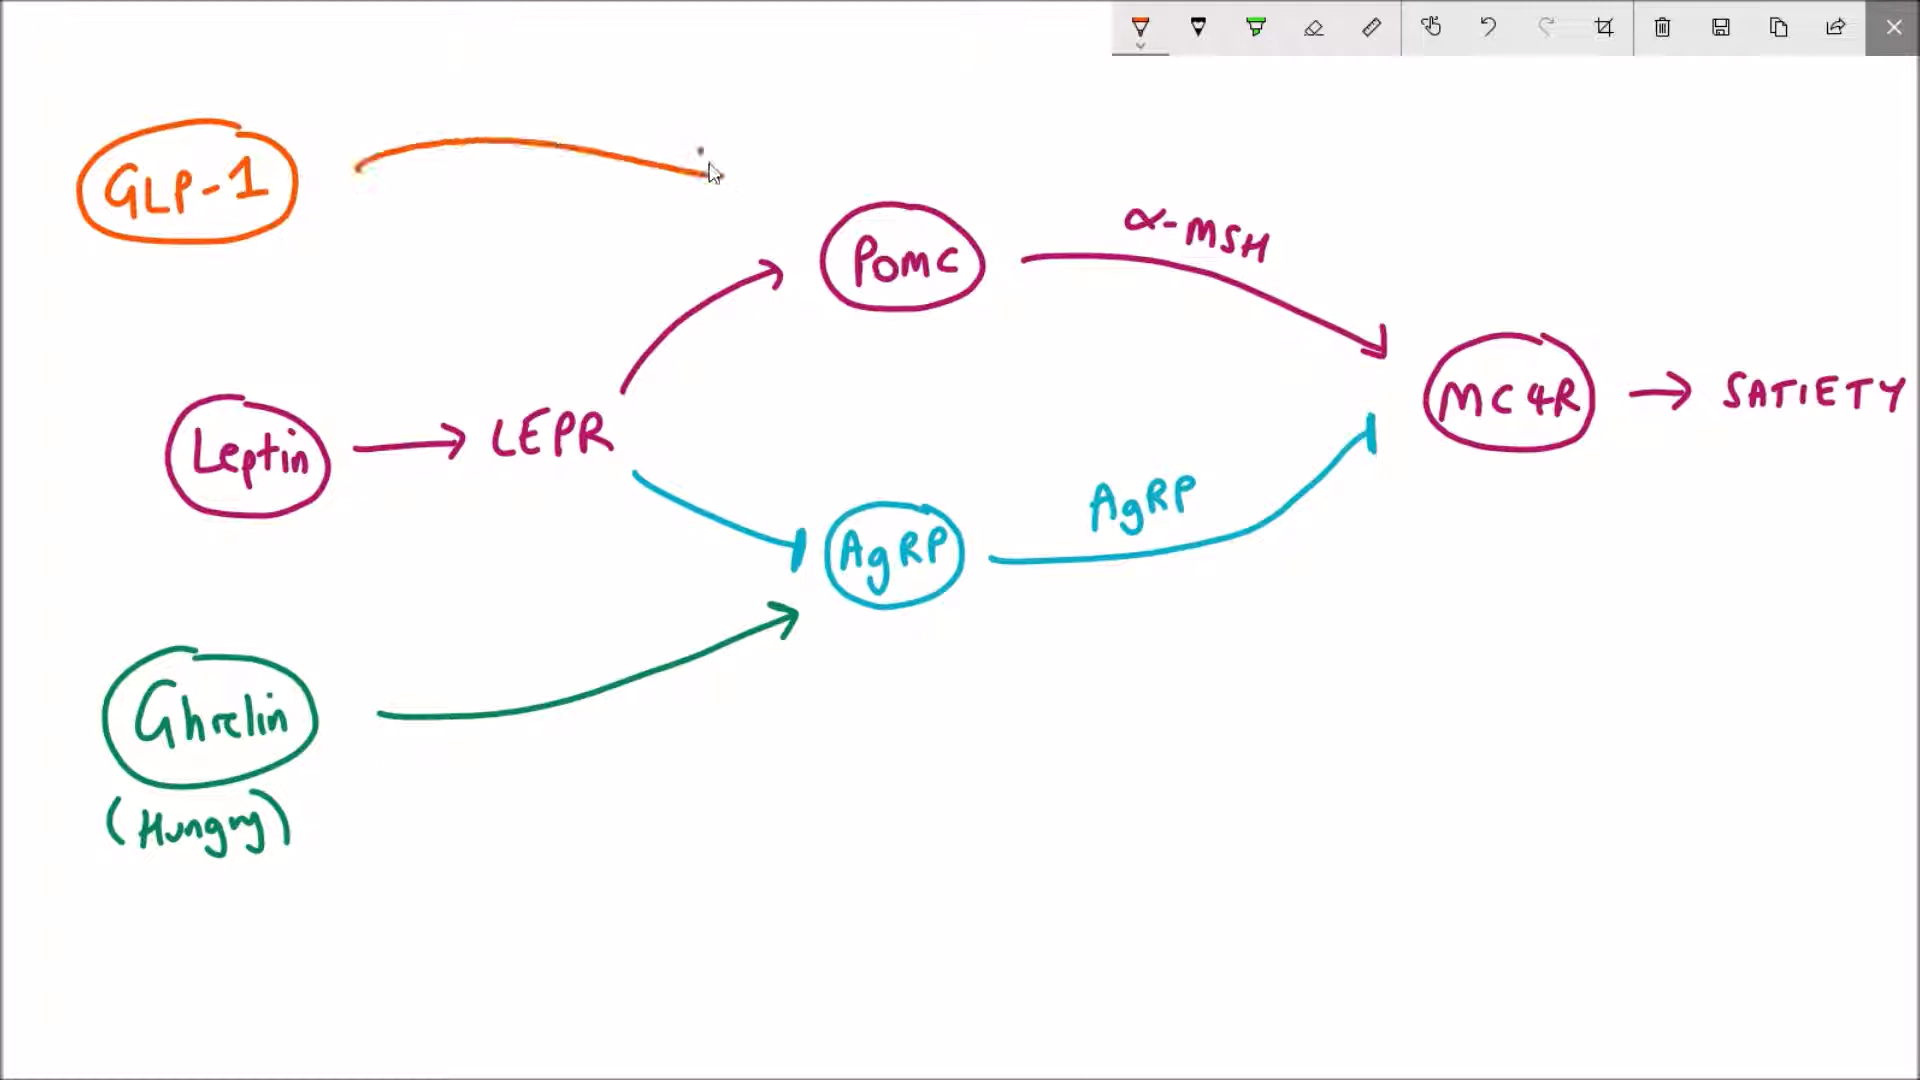 GLP-1
POMC
α-MSH
Leptin
LEPR
MC4R
SATIETY
AgRP
AgRP
Ghrelin
(Hungry)